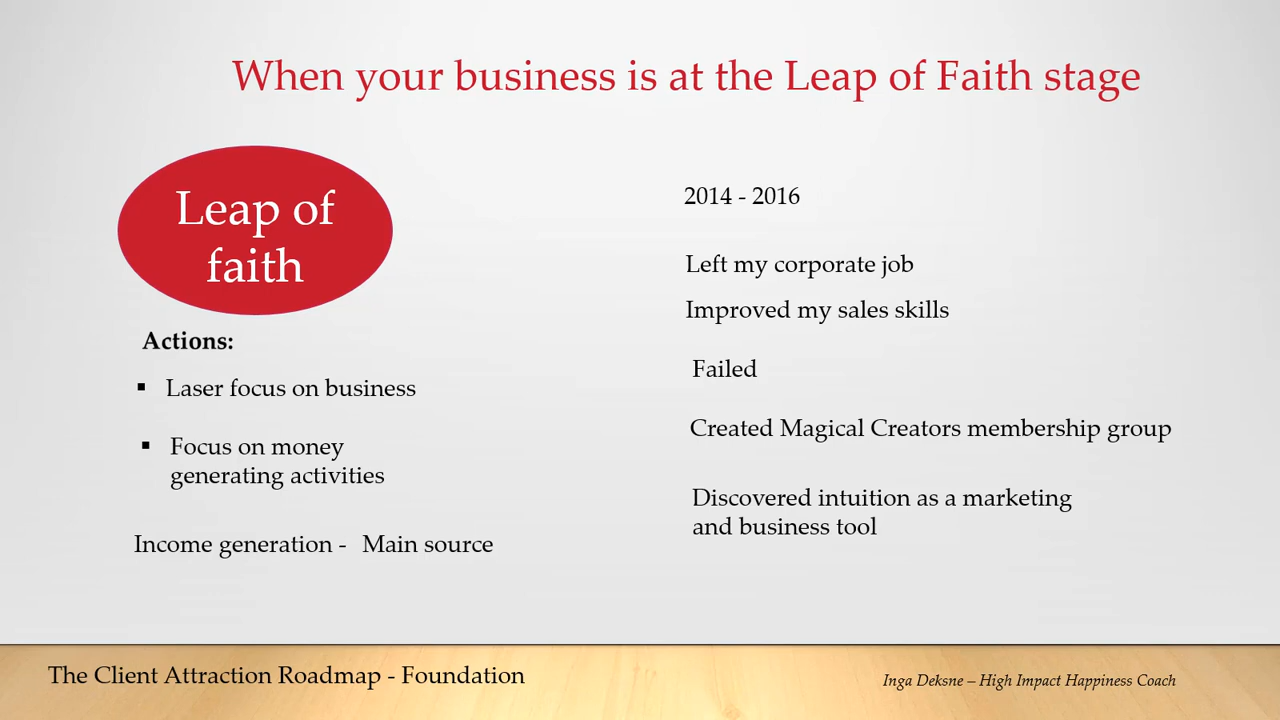 When your business is at the Leap of Faith stage
Leap of
faith
Actions:
▪ Laser focus on business
▪ Focus on money
generating activities
Income generation - Main source
2014 - 2016
Left my corporate job
Improved my sales skills
Failed
Created Magical Creators membership group
Discovered intuition as a marketing
and business tool
The Client Attraction Roadmap - Foundation
Inga Deksne – High Impact Happiness Coach